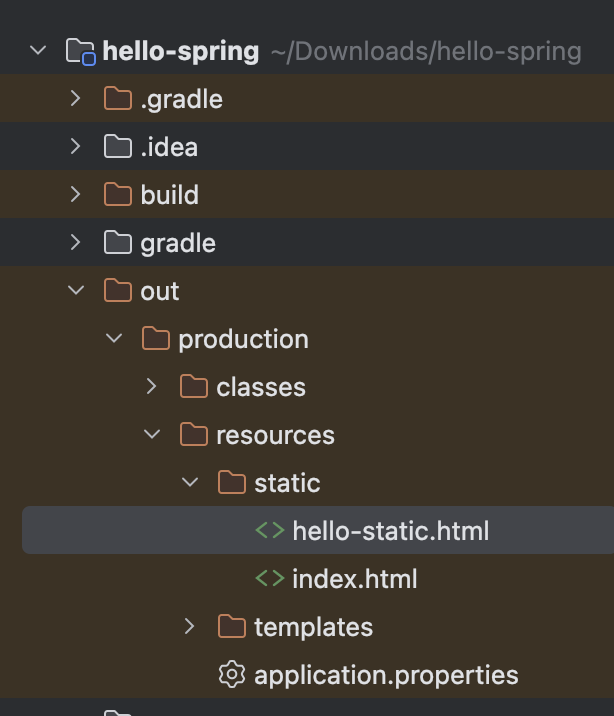 hello-spring ~/Downloads/hello-spring
.gradle
.idea
build
gradle
out
production
classes
resources
static
hello-static.html
index.html
templates
application.properties